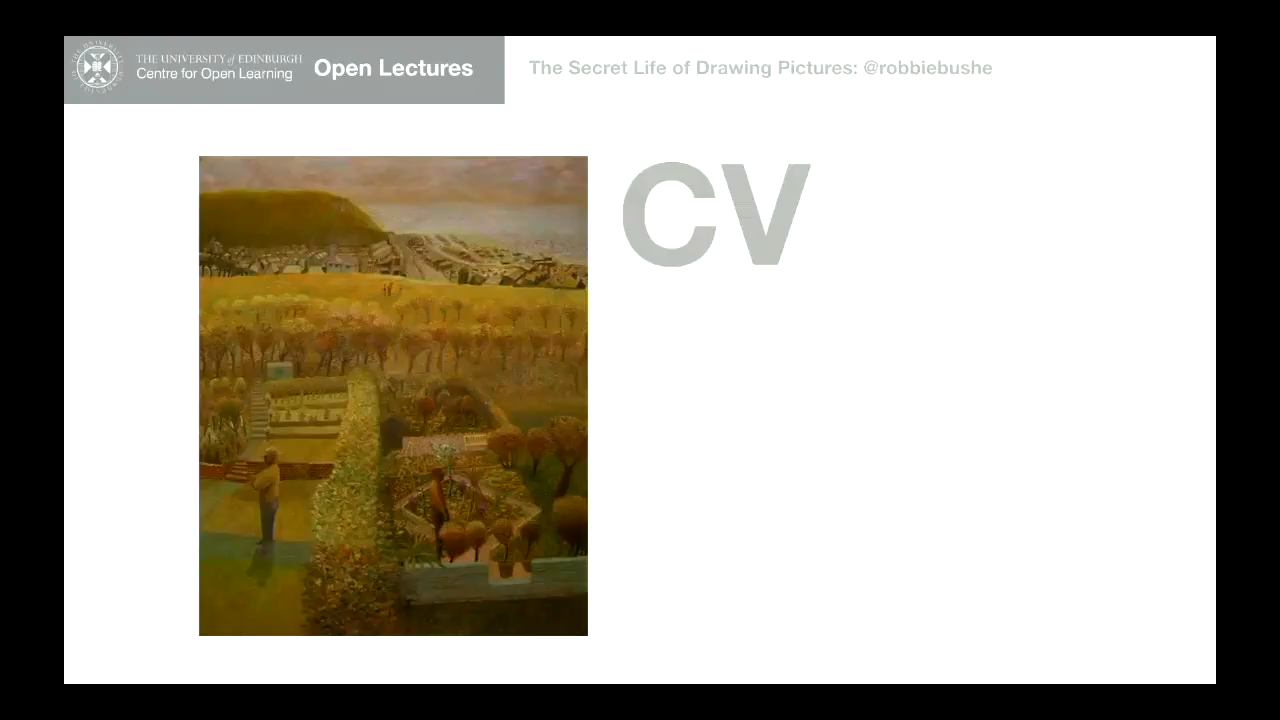 THE UNIVERSITY of EDINBURGH
Centre for Open Learning
Open Lectures
The Secret Life of Drawing Pictures: @robbiebushe
CV